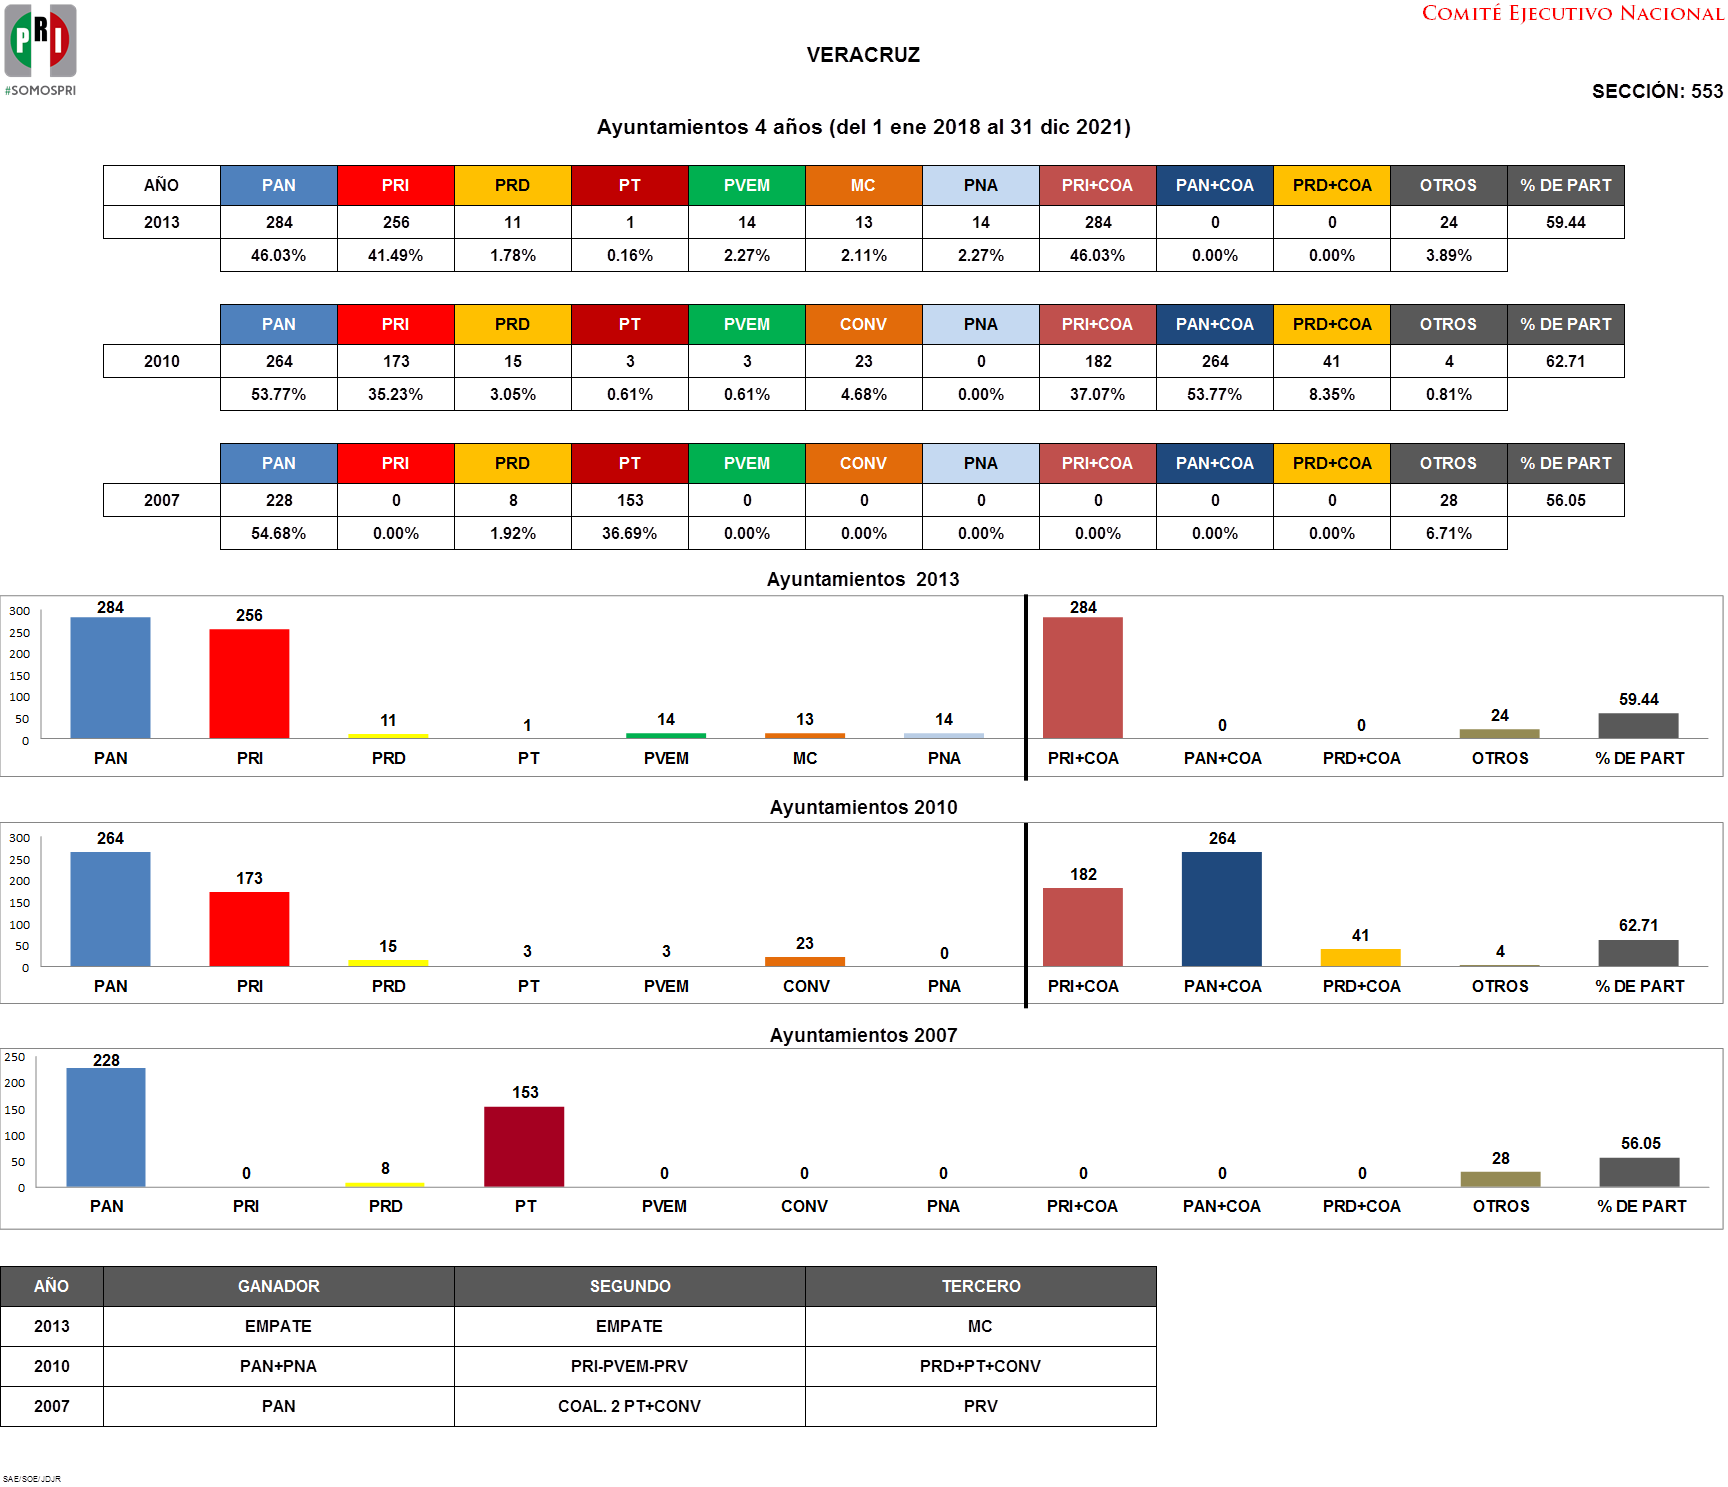 PRI
#SOMOSPRI
COMITÉ EJECUTIVO NACIONAL
VERACRUZ
SECCIÓN: 553
Ayuntamientos 4 años (del 1 ene 2018 al 31 dic 2021)
AÑO PAN PRI PRD PT PVEM MC PNA PRI+COA PAN+COA PRD+COA OTROS % DE PART
2013 284 256 11 1 14 13 14 284 0 0 24 59.44
46.03% 41.49% 1.78% 0.16% 2.27% 2.11% 2.27% 46.03% 0.00% 0.00% 3.89%
PAN PRI PRD PT PVEM CONV PNA PRI+COA PAN+COA PRD+COA OTROS % DE PART
2010 264 173 15 3 3 23 0 182 264 41 4 62.71
53.77% 35.23% 3.05% 0.61% 0.61% 4.68% 0.00% 37.07% 53.77% 8.35% 0.81%
PAN PRI PRD PT PVEM CONV PNA PRI+COA PAN+COA PRD+COA OTROS % DE PART
2007 228 0 8 153 0 0 0 0 0 0 28 56.05
54.68% 0.00% 1.92% 36.69% 0.00% 0.00% 0.00% 0.00% 0.00% 0.00% 6.71%
Ayuntamientos 2013
300
250
200
150
100
50
0
284 256 11 1 14 13 14 284 0 0 24 59.44
PAN PRI PRD PT PVEM MC PNA PRI+COA PAN+COA PRD+COA OTROS % DE PART
Ayuntamientos 2010
300
250
200
150
100
50
0
264 173 15 3 3 23 0 182 264 41 4 62.71
PAN PRI PRD PT PVEM CONV PNA PRI+COA PAN+COA PRD+COA OTROS % DE PART
Ayuntamientos 2007
250
200
150
100
50
0
228 0 8 153 0 0 0 0 0 0 28 56.05
PAN PRI PRD PT PVEM CONV PNA PRI+COA PAN+COA PRD+COA OTROS % DE PART
AÑO GANADOR SEGUNDO TERCERO
2013 EMPATE EMPATE MC
2010 PAN+PNA PRI-PVEM-PRV PRD+PT+CONV
2007 PAN COAL. 2 PT+CONV PRV
SAE/SOE/JDJR